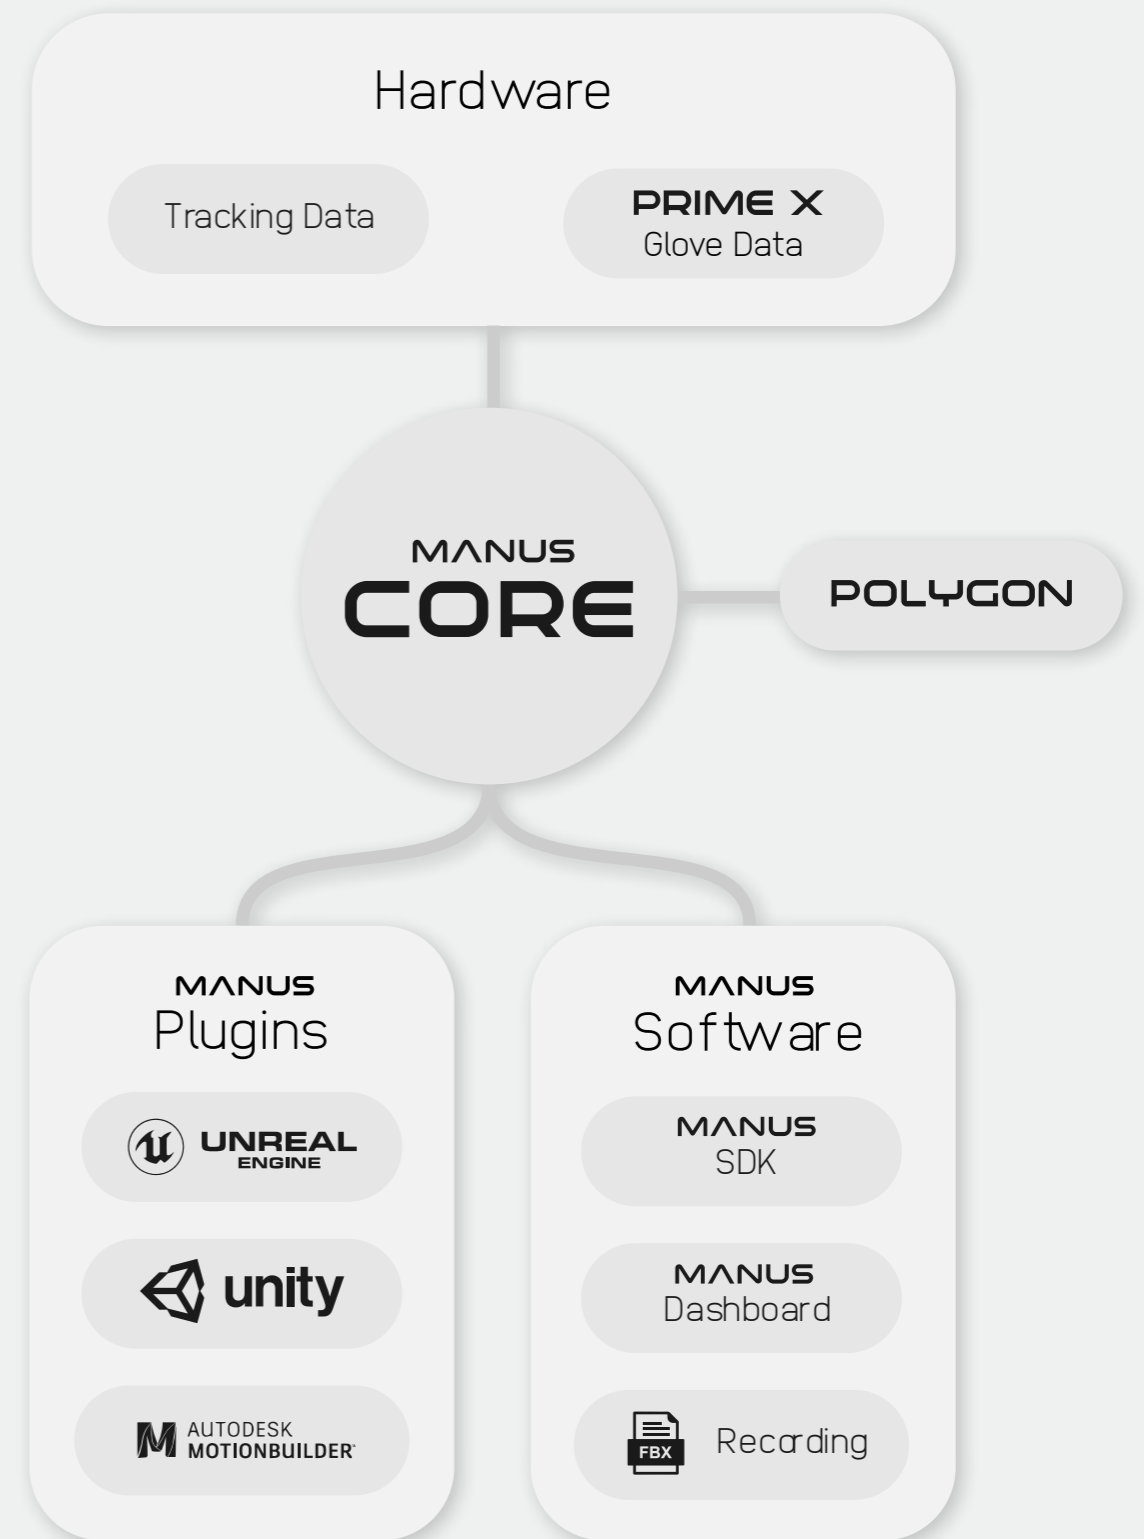 Hardware
Tracking Data
PRIME X
Glove Data
MANUS
CORE
POLYGON
MANUS
Plugins
UNREAL
ENGINE
unity
AUTODESK
MOTIONBUILDER
MANUS
Software
MANUS
SDK
MANUS
Dashboard
FBX
Recording